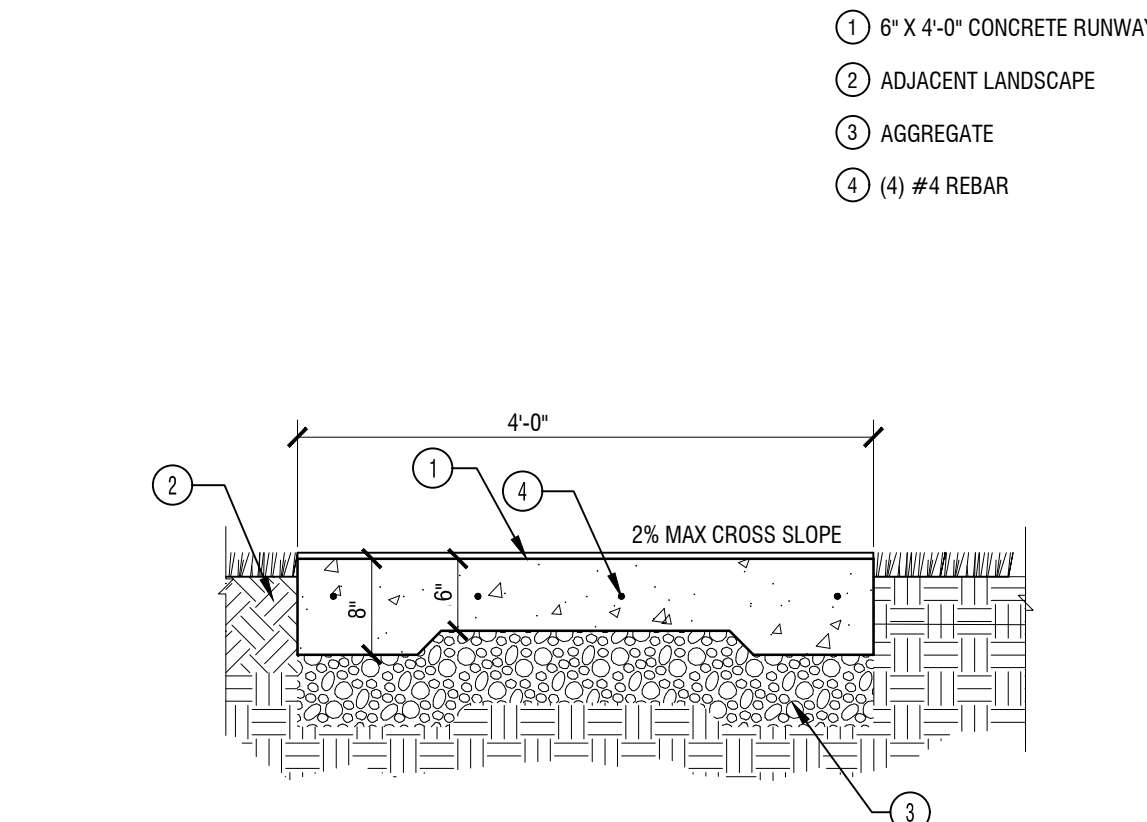 1 6" X 4'-0" CONCRETE RUNWAY
2 ADJACENT LANDSCAPE
3 AGGREGATE
4 (4) #4 REBAR
4'-0"
1
2
4
2% MAX CROSS SLOPE
8"
6"
3